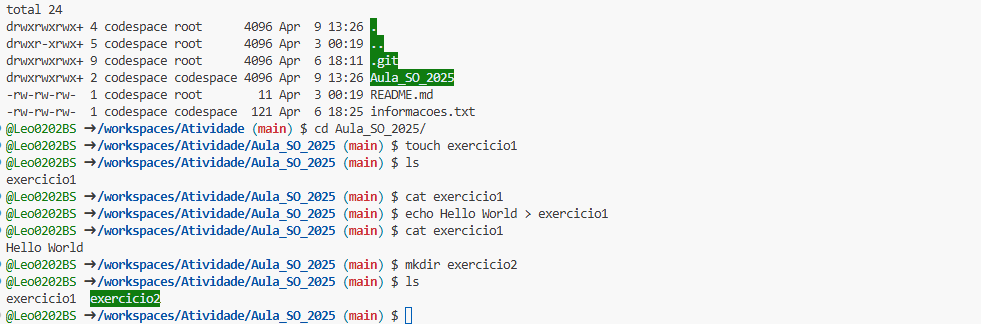 total 24
drwxrwxrwx+ 4 codespace root      4096 Apr  9 13:26 .
drwxr-xrwx+ 5 codespace root      4096 Apr  3 00:19 ..
drwxrwxrwx+ 9 codespace root      4096 Apr  6 18:11 .git
drwxrwxrwx+ 2 codespace codespace 4096 Apr  9 13:26 Aula_SO_2025
-rw-rw-rw-  1 codespace root        11 Apr  3 00:19 README.md
-rw-rw-rw-  1 codespace codespace  121 Apr  6 18:25 informacoes.txt
@Leo0202BS ➜/workspaces/Atividade (main) $ cd Aula_SO_2025/
@Leo0202BS ➜/workspaces/Atividade/Aula_SO_2025 (main) $ touch exercicio1
@Leo0202BS ➜/workspaces/Atividade/Aula_SO_2025 (main) $ ls
exercicio1
@Leo0202BS ➜/workspaces/Atividade/Aula_SO_2025 (main) $ cat exercicio1
@Leo0202BS ➜/workspaces/Atividade/Aula_SO_2025 (main) $ echo Hello World > exercicio1
@Leo0202BS ➜/workspaces/Atividade/Aula_SO_2025 (main) $ cat exercicio1
Hello World
@Leo0202BS ➜/workspaces/Atividade/Aula_SO_2025 (main) $ mkdir exercicio2
@Leo0202BS ➜/workspaces/Atividade/Aula_SO_2025 (main) $ ls
exercicio1  exercicio2
@Leo0202BS ➜/workspaces/Atividade/Aula_SO_2025 (main) $